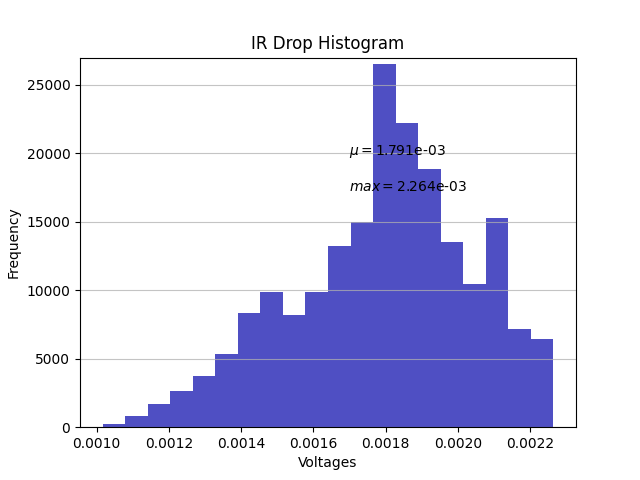 IR Drop Histogram
Frequency
25000
20000
15000
10000
5000
0
μ = 1.791e-03
max = 2.264e-03
0.0010 0.0012 0.0014 0.0016 0.0018 0.0020 0.0022
Voltages